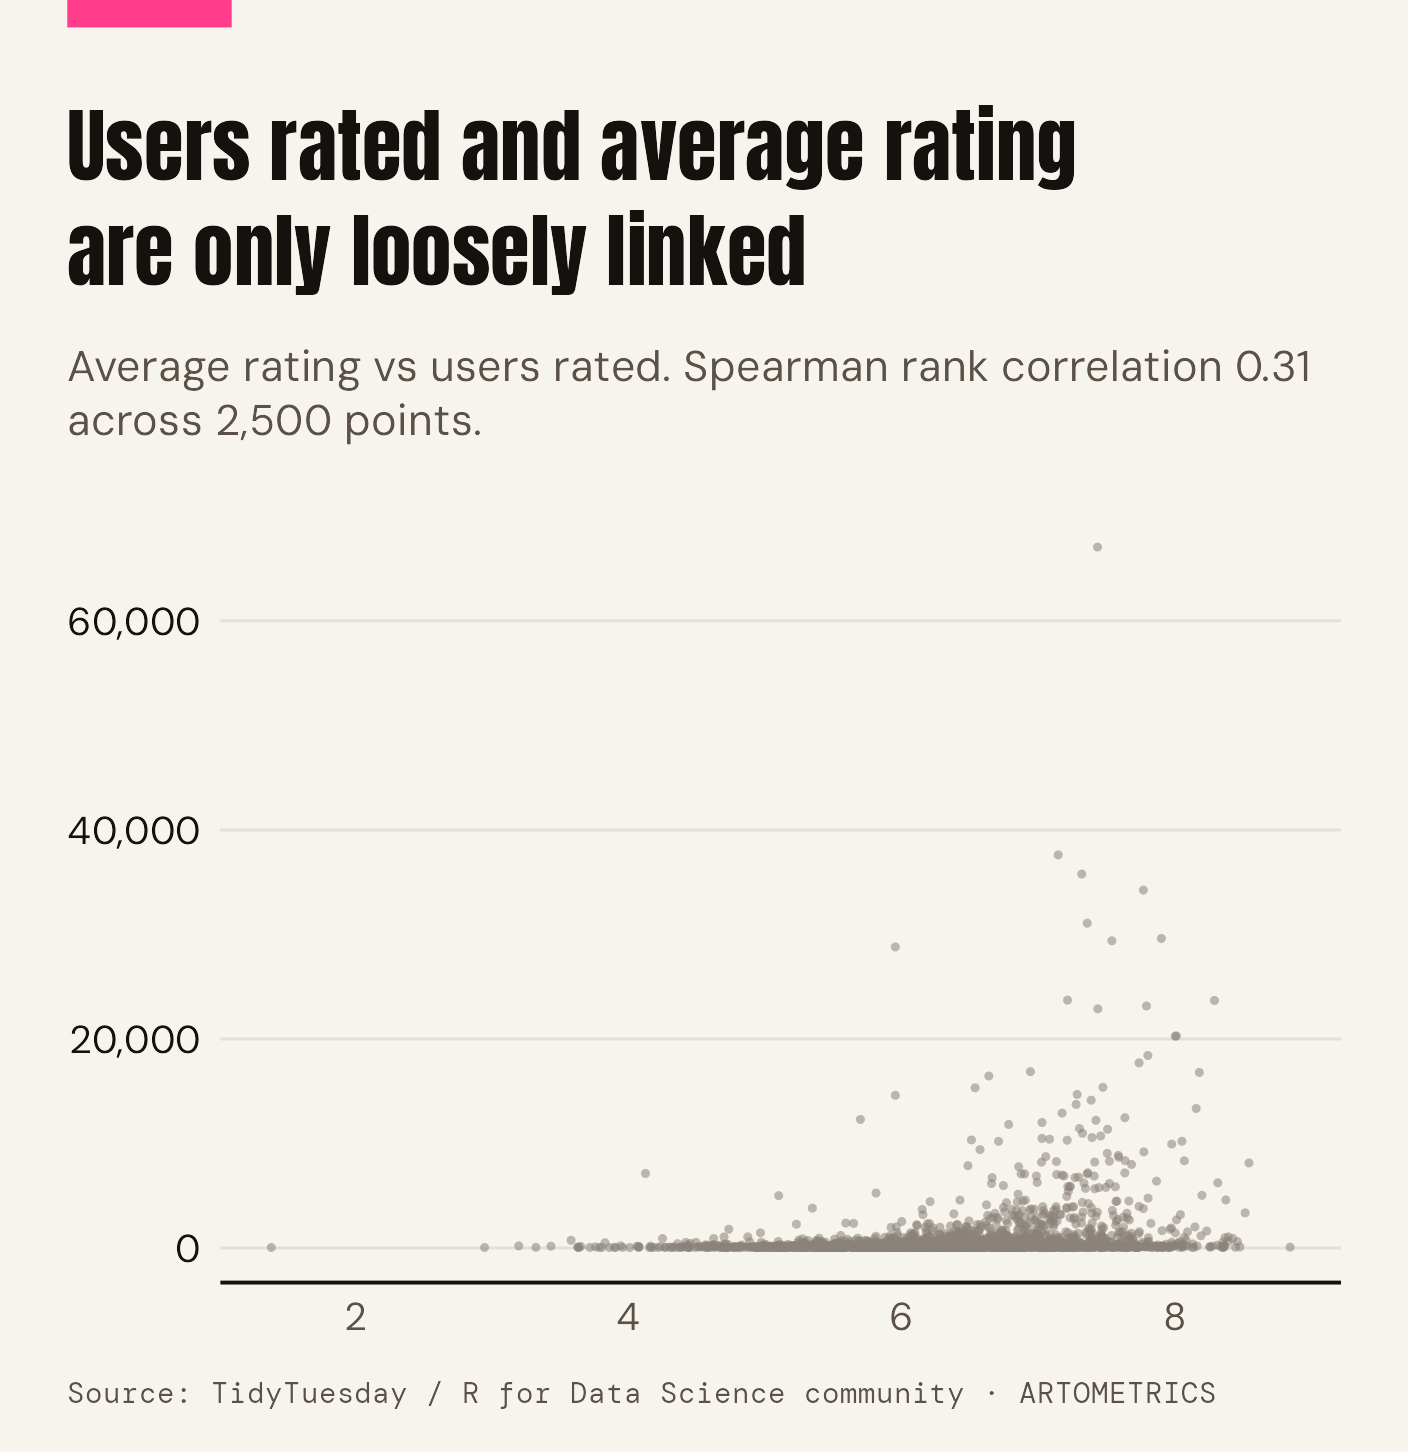 Users rated and average rating
are only loosely linked
Average rating vs users rated. Spearman rank correlation 0.31
across 2,500 points.
60,000
40,000
20,000
0
2 4 6 8
Source: TidyTuesday / R for Data Science community · ARTOMETRICS